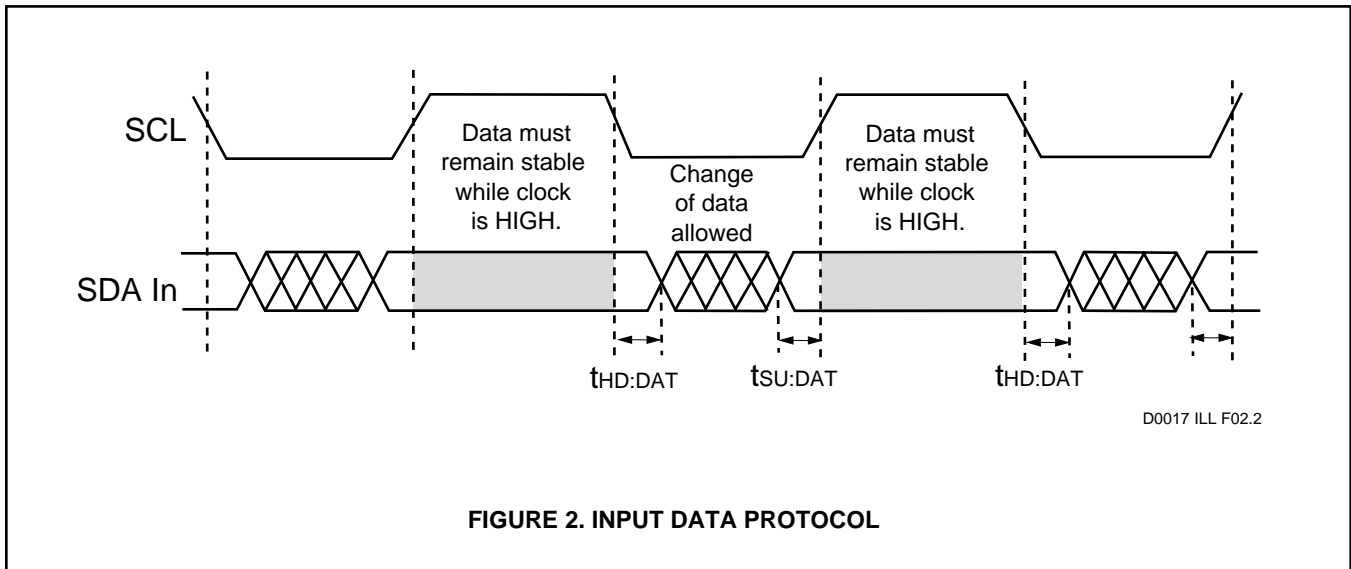 SCL
Data must
remain stable
while clock
is HIGH.
Change
of data
allowed
Data must
remain stable
while clock
is HIGH.
SDA In
tHD:DAT
tSU:DAT
tHD:DAT
D0017 ILL F02.2
FIGURE 2. INPUT DATA PROTOCOL